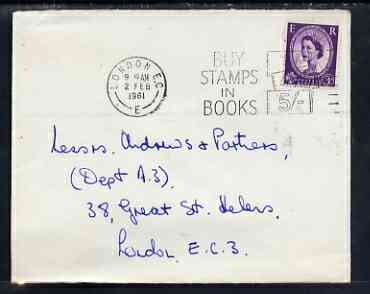 LONDON E.C.
9 AM
2 FEB
1961
E
BUY
STAMPS
IN
BOOKS
5/-
E R
Messrs. Andrews & Partners,
(Dept A.3).
38, Great St. Helens.
London E.C.3.